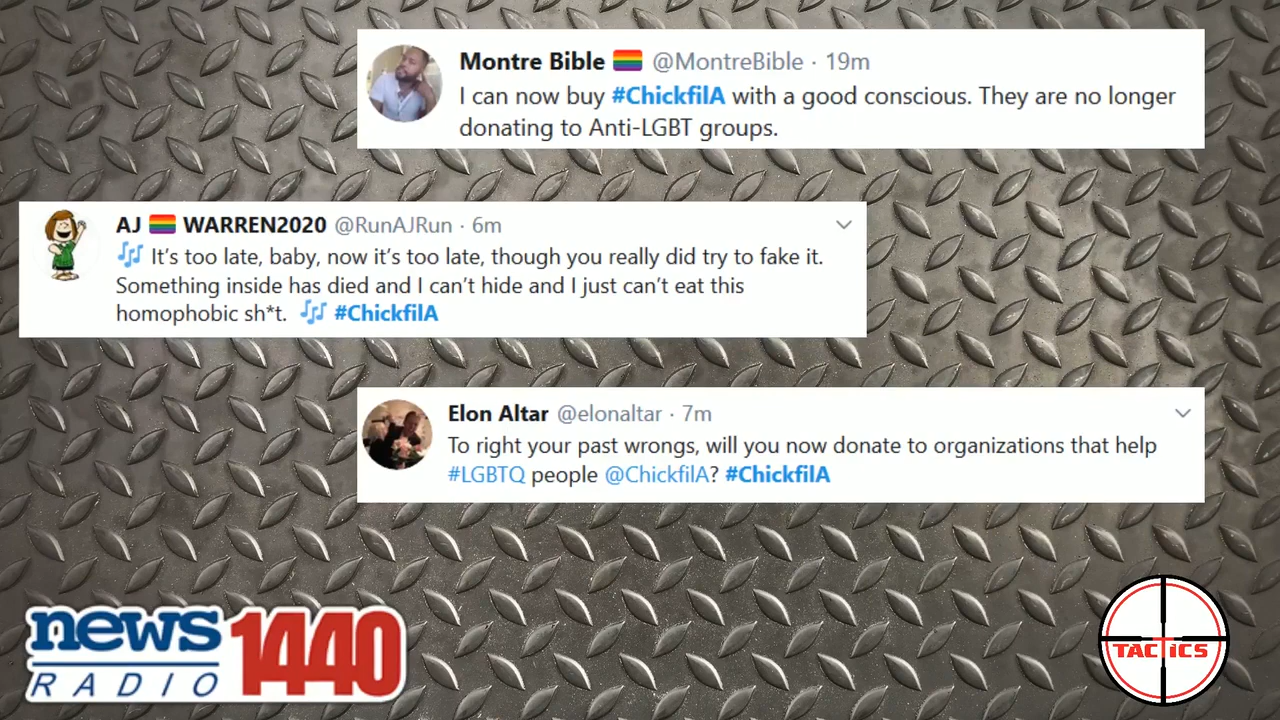 Montre Bible 🏳️‍🌈 @MontreBible · 19m
I can now buy #ChickfilA with a good conscious. They are no longer
donating to Anti-LGBT groups.
AJ 🏳️‍🌈 WARREN2020 @RunAJRun · 6m
🎶 It's too late, baby, now it's too late, though you really did try to fake it.
Something inside has died and I can't hide and I just can't eat this
homophobic sh*t. 🎶 #ChickfilA
Elon Altar @elonaltar · 7m
To right your past wrongs, will you now donate to organizations that help
#LGBTQ people @ChickfilA? #ChickfilA
news 1440
RADIO
TACTICS